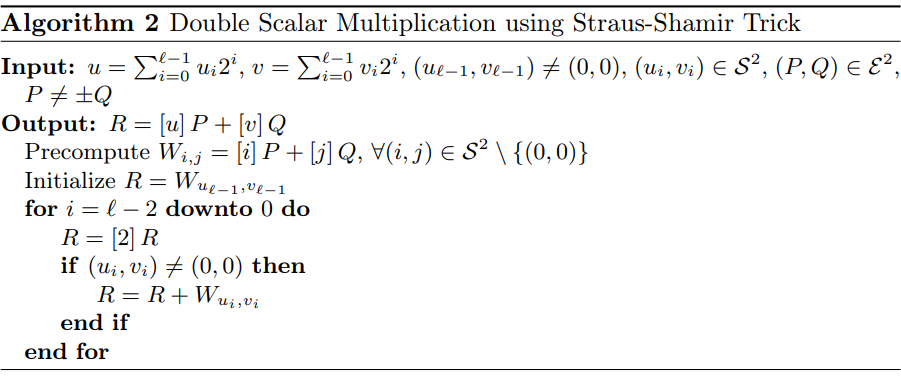 Algorithm 2 Double Scalar Multiplication using Straus-Shamir Trick
Input: $u = \sum_{i=0}^{\ell-1} u_i 2^i$, $v = \sum_{i=0}^{\ell-1} v_i 2^i$, $(u_{\ell-1}, v_{\ell-1}) \neq (0, 0)$, $(u_i, v_i) \in \mathcal{S}^2$, $(P, Q) \in \mathcal{E}^2$,
$P \neq \pm Q$
Output: $R = [u] P + [v] Q$
Precompute $W_{i,j} = [i] P + [j] Q$, $\forall (i, j) \in \mathcal{S}^2 \setminus \{(0, 0)\}$
Initialize $R = W_{u_{\ell-1}, v_{\ell-1}}$
for $i = \ell - 2$ downto 0 do
$R = [2] R$
if $(u_i, v_i) \neq (0, 0)$ then
$R = R + W_{u_i, v_i}$
end if
end for